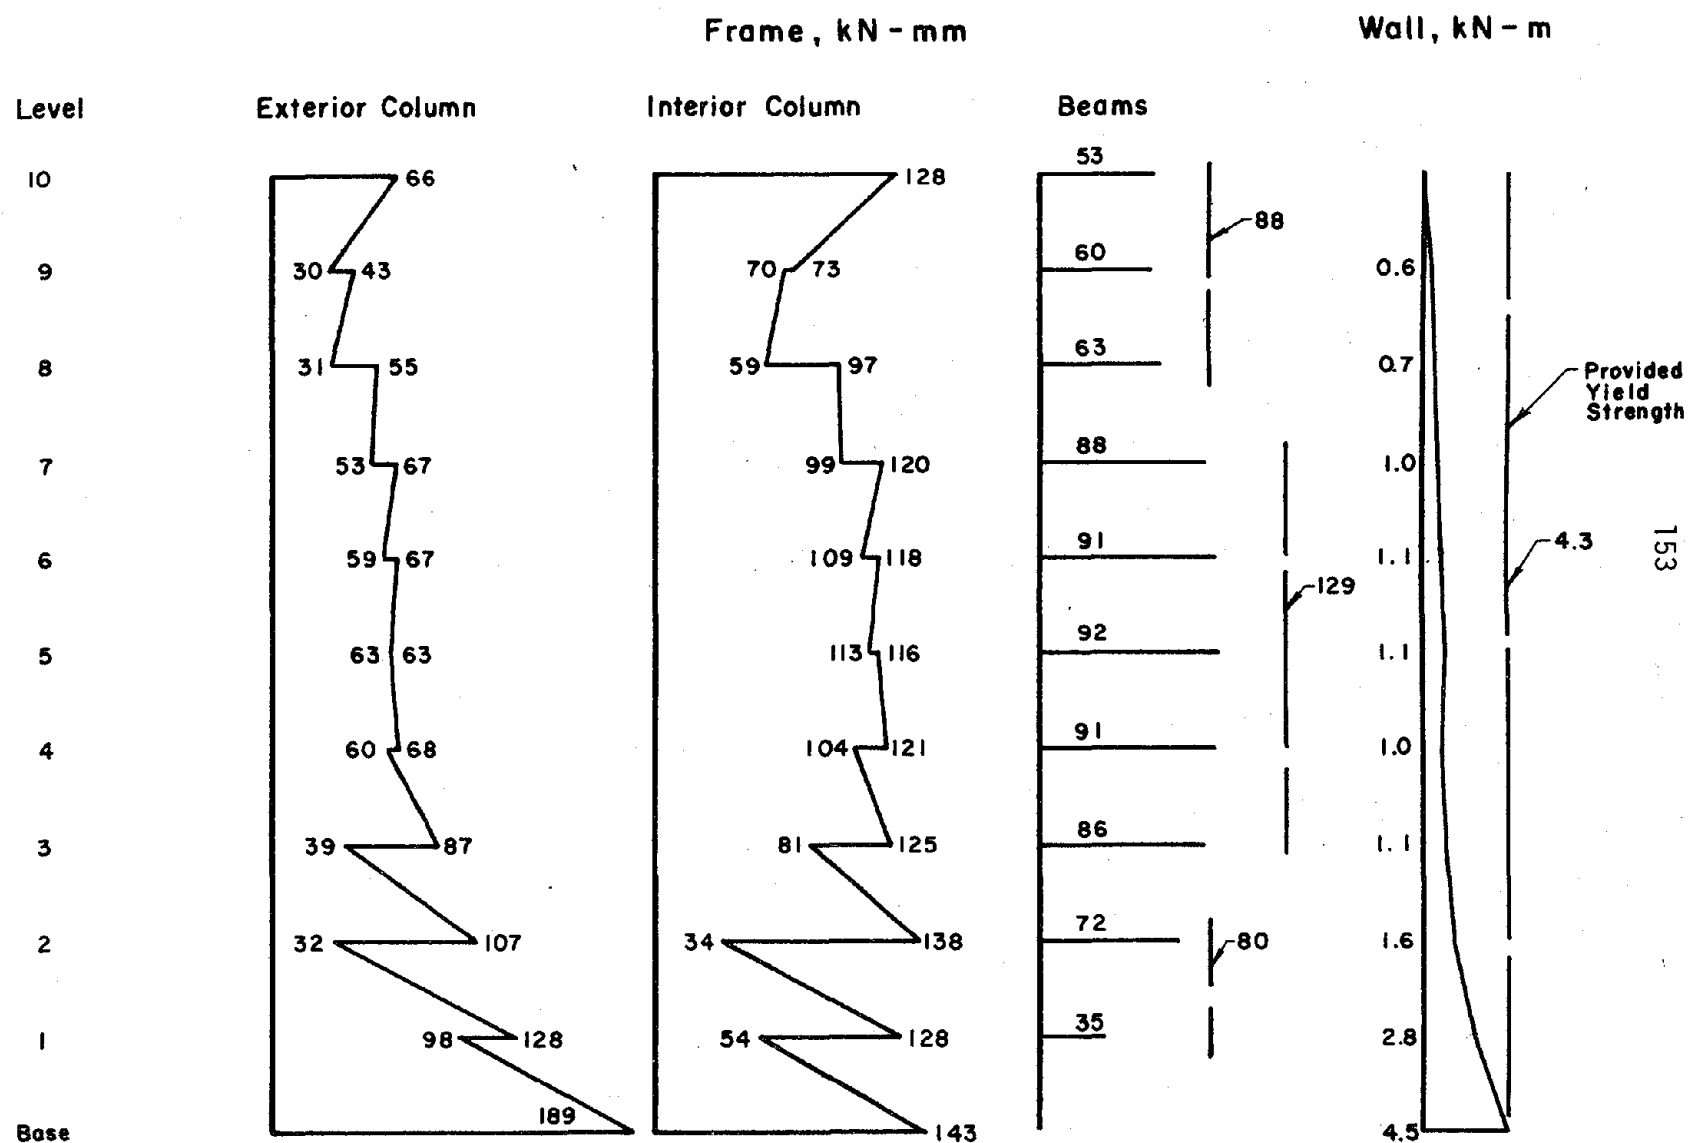 Frame, kN-mm Wall, kN-m
Level Exterior Column Interior Column Beams
10 66 128 53
88
9 30 43 70 73 60 0.6
8 31 55 59 97 63 0.7
Provided
Yield
Strength
7 53 67 99 120 88 1.0
6 59 67 109 118 91 1.1
4.3
153
129
5 63 63 113 116 92 1.1
4 60 68 104 121 91 1.0
3 39 87 81 125 86 1.1
2 32 107 34 138 72 80 1.6
1 98 128 54 128 35 2.8
Base 189 143 4.5